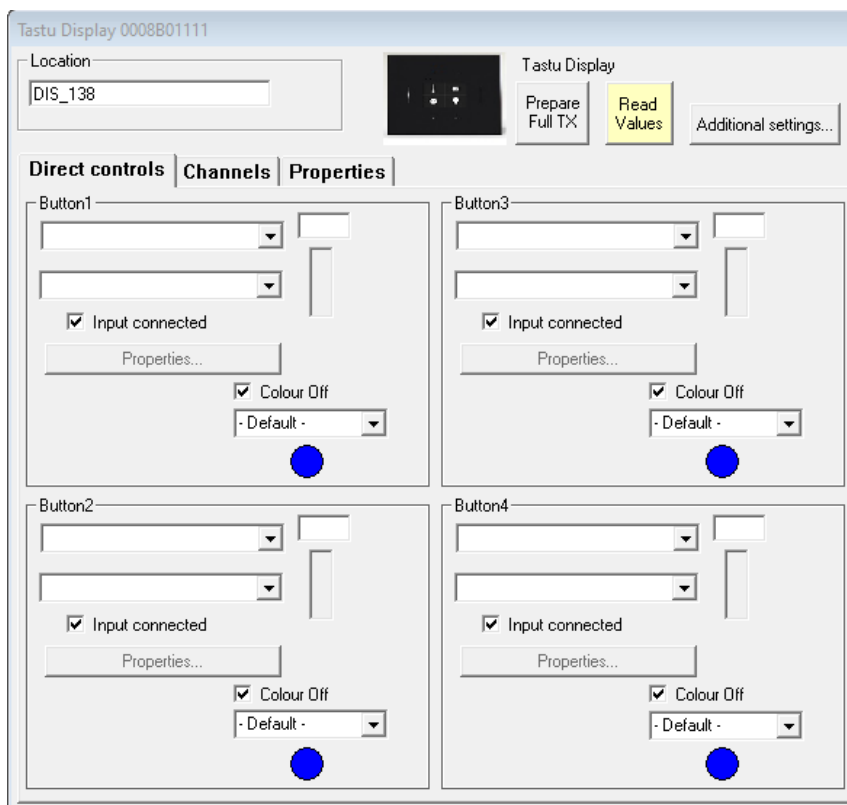 Tastu Display 0008B01111
Location
DIS_138
Tastu Display
Prepare
Full TX
Read
Values
Additional settings...
Direct controls
Channels
Properties
Button1
Input connected
Properties...
Colour Off
- Default -
Button3
Input connected
Properties...
Colour Off
- Default -
Button2
Input connected
Properties...
Colour Off
- Default -
Button4
Input connected
Properties...
Colour Off
- Default -